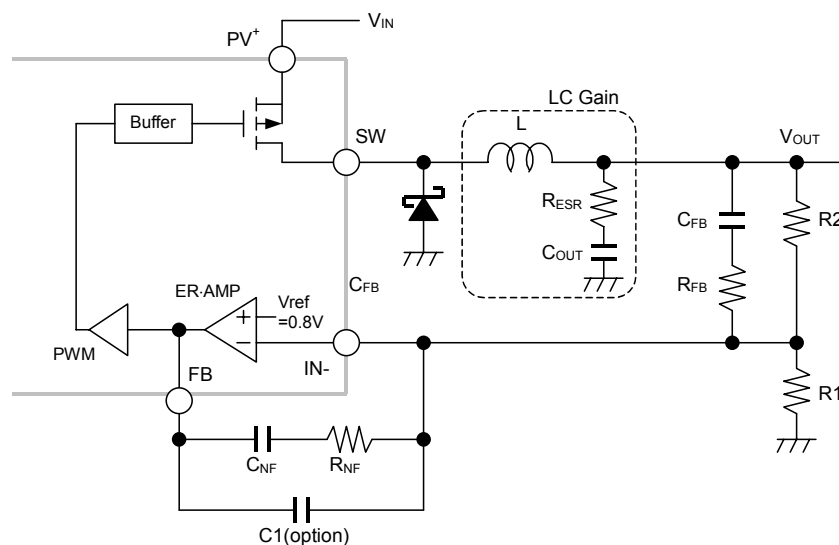 PV+
VIN
Buffer
SW
LC Gain
L
VOUT
RESR
COUT
CFB
R2
RFB
CFB
ER·AMP
Vref
=0.8V
+
−
PWM
FB
IN-
R1
CNF
RNF
C1(option)